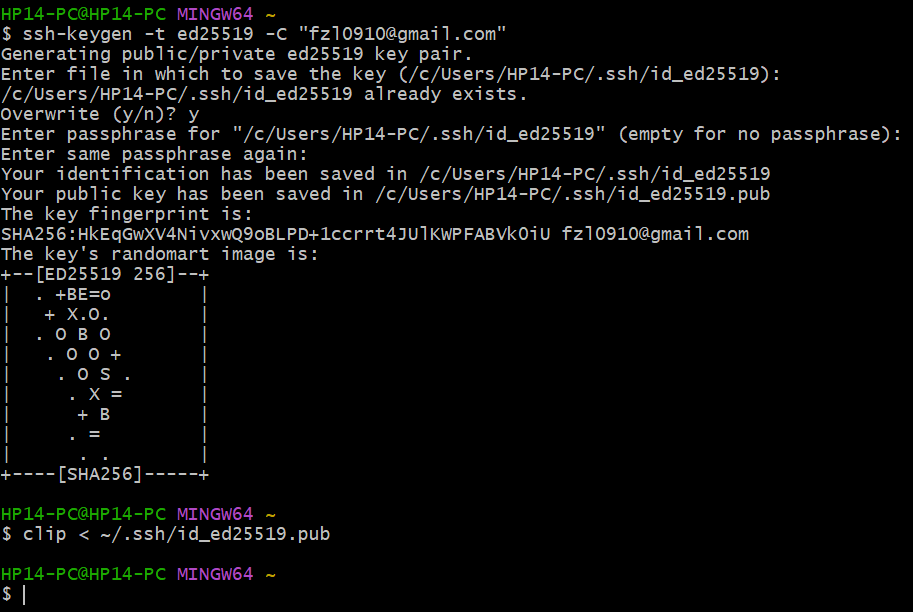 HP14-PC@HP14-PC MINGW64 ~
$ ssh-keygen -t ed25519 -C "fzl0910@gmail.com"
Generating public/private ed25519 key pair.
Enter file in which to save the key (/c/Users/HP14-PC/.ssh/id_ed25519):
/c/Users/HP14-PC/.ssh/id_ed25519 already exists.
Overwrite (y/n)? y
Enter passphrase for "/c/Users/HP14-PC/.ssh/id_ed25519" (empty for no passphrase):
Enter same passphrase again:
Your identification has been saved in /c/Users/HP14-PC/.ssh/id_ed25519
Your public key has been saved in /c/Users/HP14-PC/.ssh/id_ed25519.pub
The key fingerprint is:
SHA256:HkEqGwXV4NivxwQ9oBLPD+1ccrrt4JUlKWPFABVk0iU fzl0910@gmail.com
The key's randomart image is:
+--[ED25519 256]--+
|  . +BE=o        |
|   + X.O.        |
|  . O B O        |
|   . O O +       |
|    . O S .      |
|     . X =       |
|      + B        |
|     . =         |
|      . .        |
+----[SHA256]-----+

HP14-PC@HP14-PC MINGW64 ~
$ clip < ~/.ssh/id_ed25519.pub

HP14-PC@HP14-PC MINGW64 ~
$